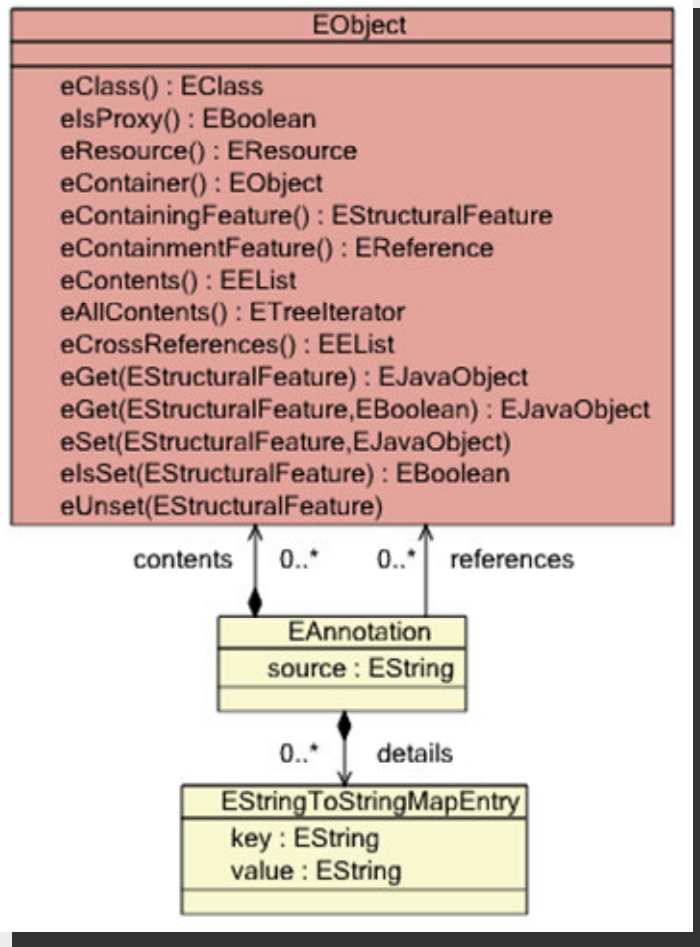 EObject
eClass() : EClass
eIsProxy() : EBoolean
eResource() : EResource
eContainer() : EObject
eContainingFeature() : EStructuralFeature
eContainmentFeature() : EReference
eContents() : EEList
eAllContents() : ETreeIterator
eCrossReferences() : EEList
eGet(EStructuralFeature) : EJavaObject
eGet(EStructuralFeature,EBoolean) : EJavaObject
eSet(EStructuralFeature,EJavaObject)
eIsSet(EStructuralFeature) : EBoolean
eUnset(EStructuralFeature)
contents 0..* 0..* references
EAnnotation
source : EString
0..* details
EStringToStringMapEntry
key : EString
value : EString